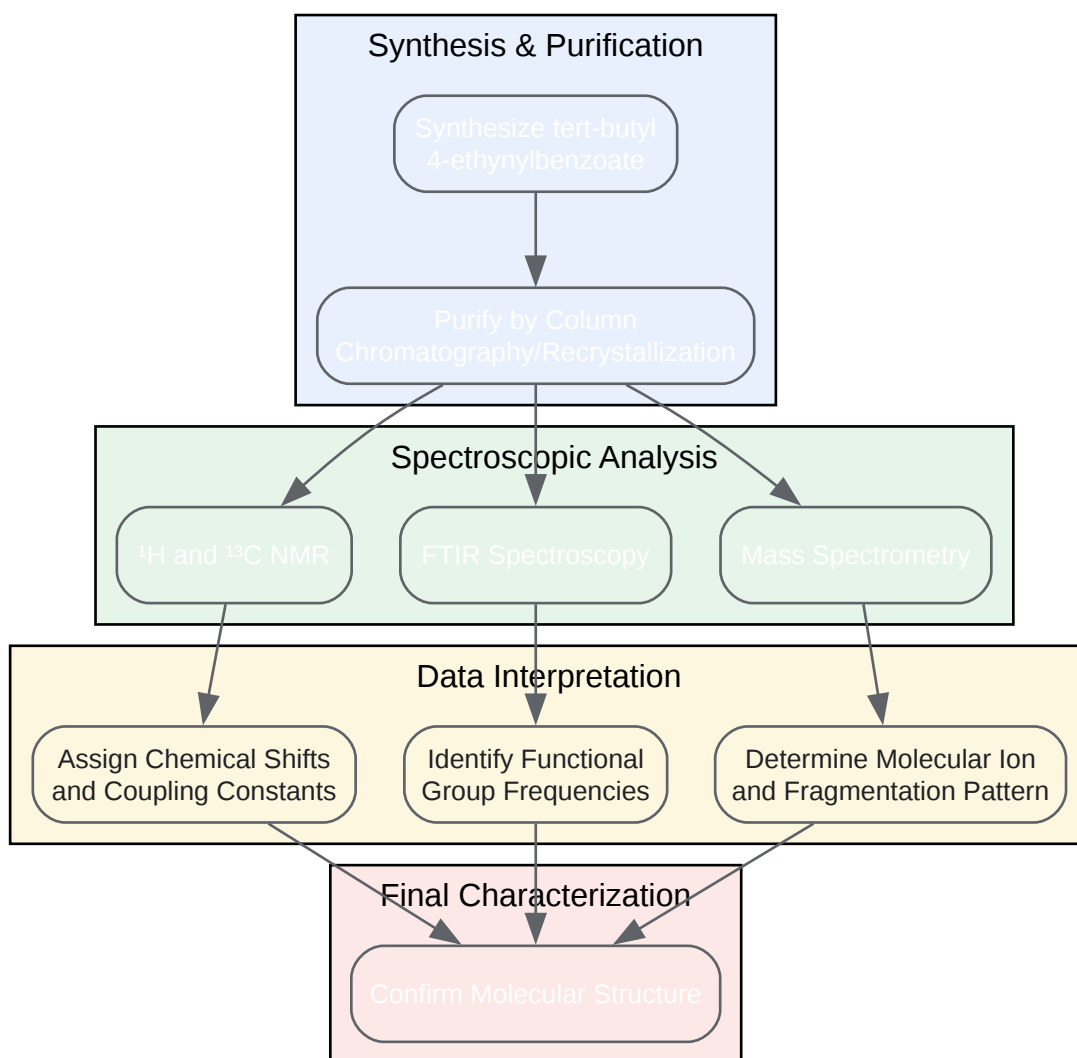 Synthesis & Purification
Synthesize tert-butyl
4-ethynylbenzoate
Purify by Column
Chromatography/Recrystallization
Spectroscopic Analysis
¹H and ¹³C NMR
FTIR Spectroscopy
Mass Spectrometry
Data Interpretation
Assign Chemical Shifts
and Coupling Constants
Identify Functional
Group Frequencies
Determine Molecular Ion
and Fragmentation Pattern
Final Characterization
Confirm Molecular Structure